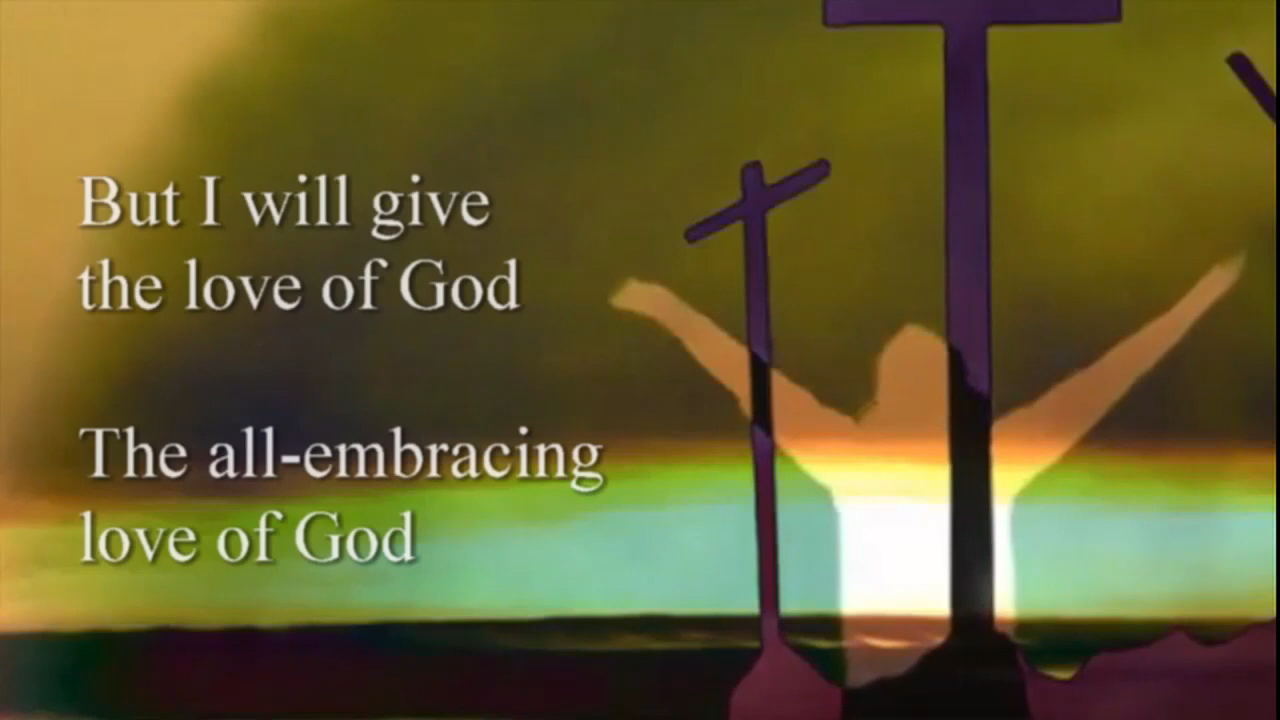 But I will give
the love of God
The all-embracing
love of God